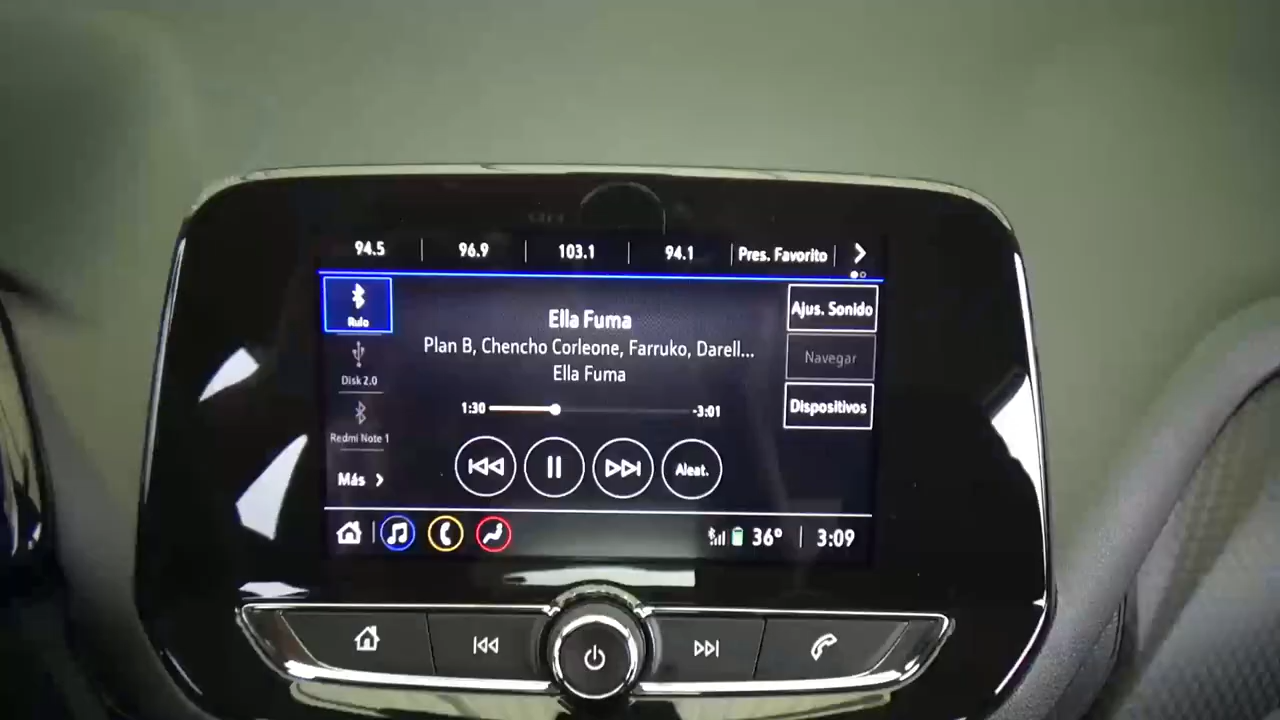 94.5 96.9 103.1 94.1 Pres. Favorito
Rulo
Disk 2.0
Redmi Note 1
Más
Ella Fuma
Plan B, Chencho Corleone, Farruko, Darell...
Ella Fuma
1:30 -3:01
Aleat.
Ajus. Sonido
Navegar
Dispositivos
36° 3:09